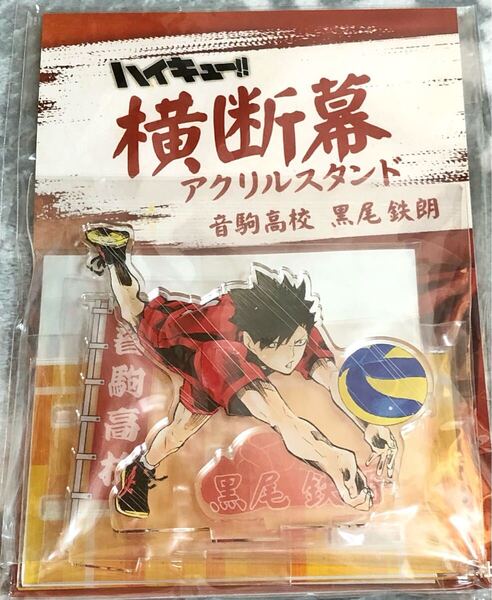 ハイキュー!!
横断幕
アクリルスタンド
音駒高校 黒尾鉄朗
音駒高校
黒尾 鉄